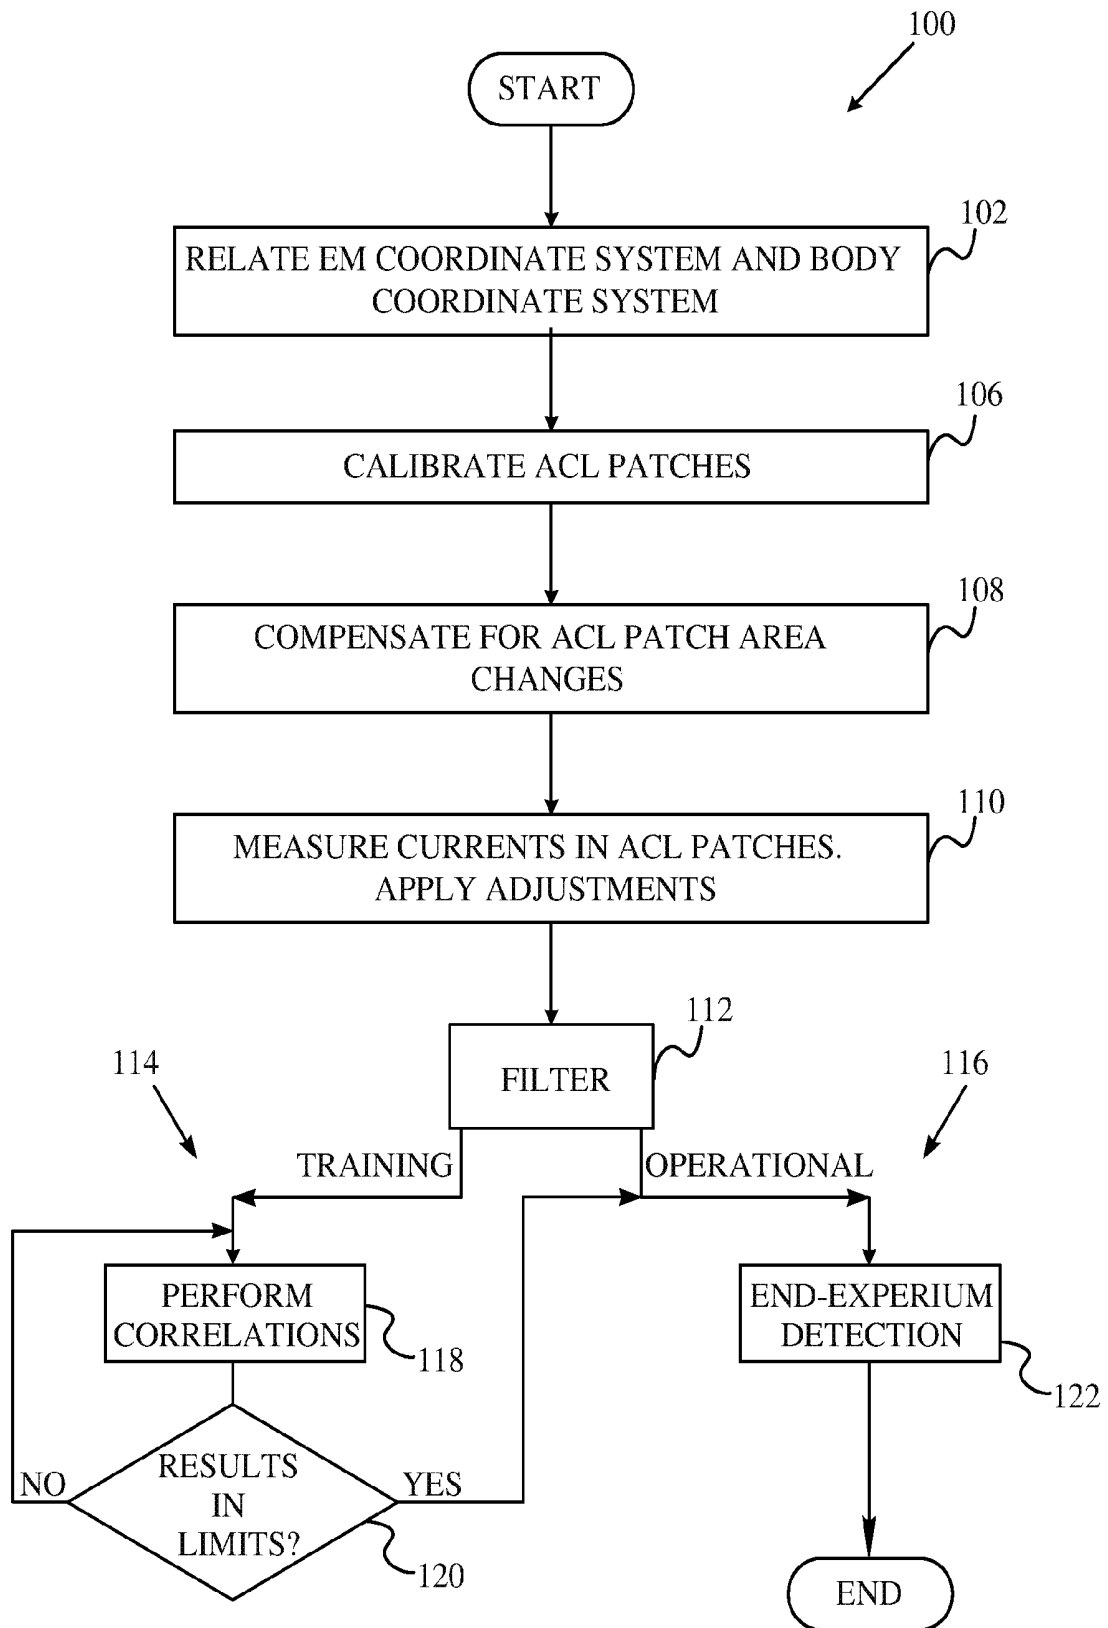 100
START
102
RELATE EM COORDINATE SYSTEM AND BODY
COORDINATE SYSTEM
106
CALIBRATE ACL PATCHES
108
COMPENSATE FOR ACL PATCH AREA
CHANGES
110
MEASURE CURRENTS IN ACL PATCHES.
APPLY ADJUSTMENTS
112
FILTER
114
116
TRAINING
OPERATIONAL
PERFORM
CORRELATIONS
118
END-EXPERIUM
DETECTION
122
RESULTS
IN
LIMITS?
NO
YES
120
END